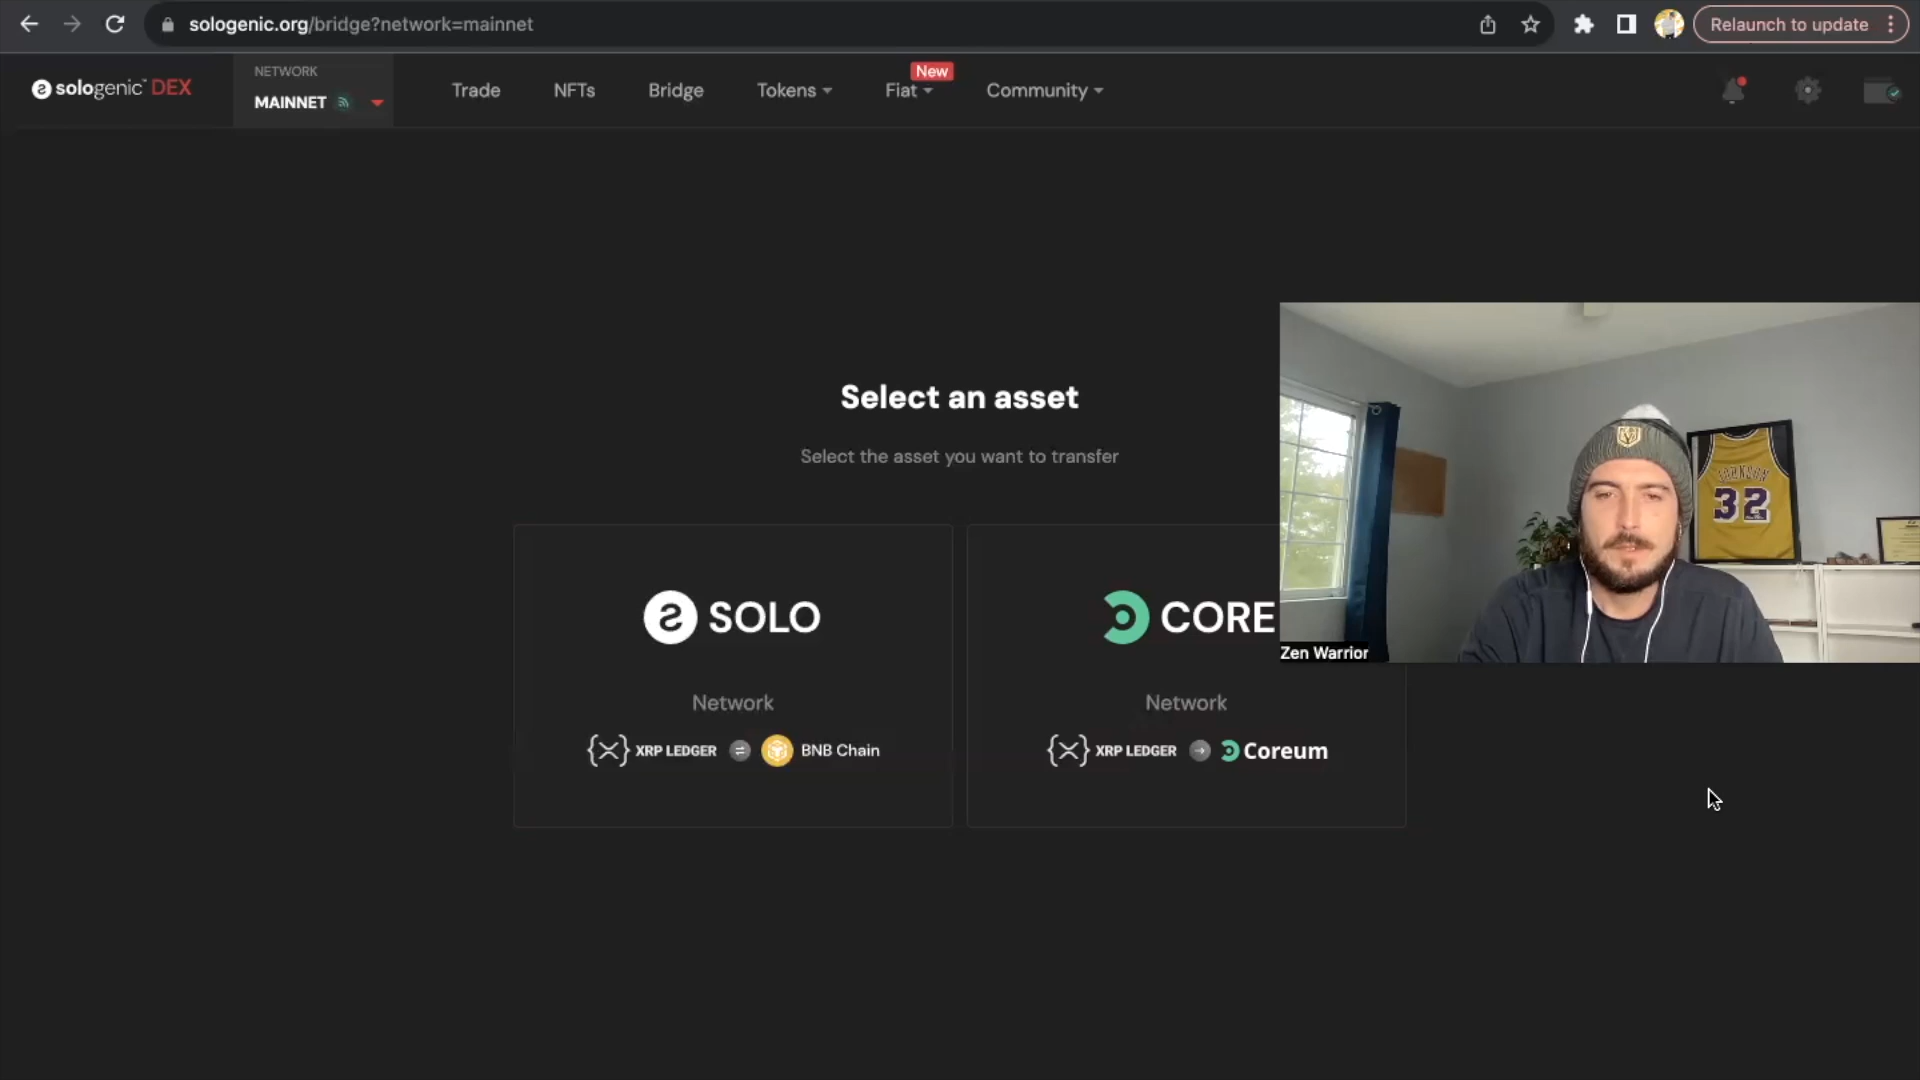 sologenic.org/bridge?network=mainnet
Relaunch to update
sologenic™ DEX
NETWORK
MAINNET
Trade
NFTs
Bridge
Tokens
Fiat
New
Community
Select an asset
Select the asset you want to transfer
SOLO
Network
XRP LEDGER
BNB Chain
CORE
Network
XRP LEDGER
Coreum
32
Zen Warrior